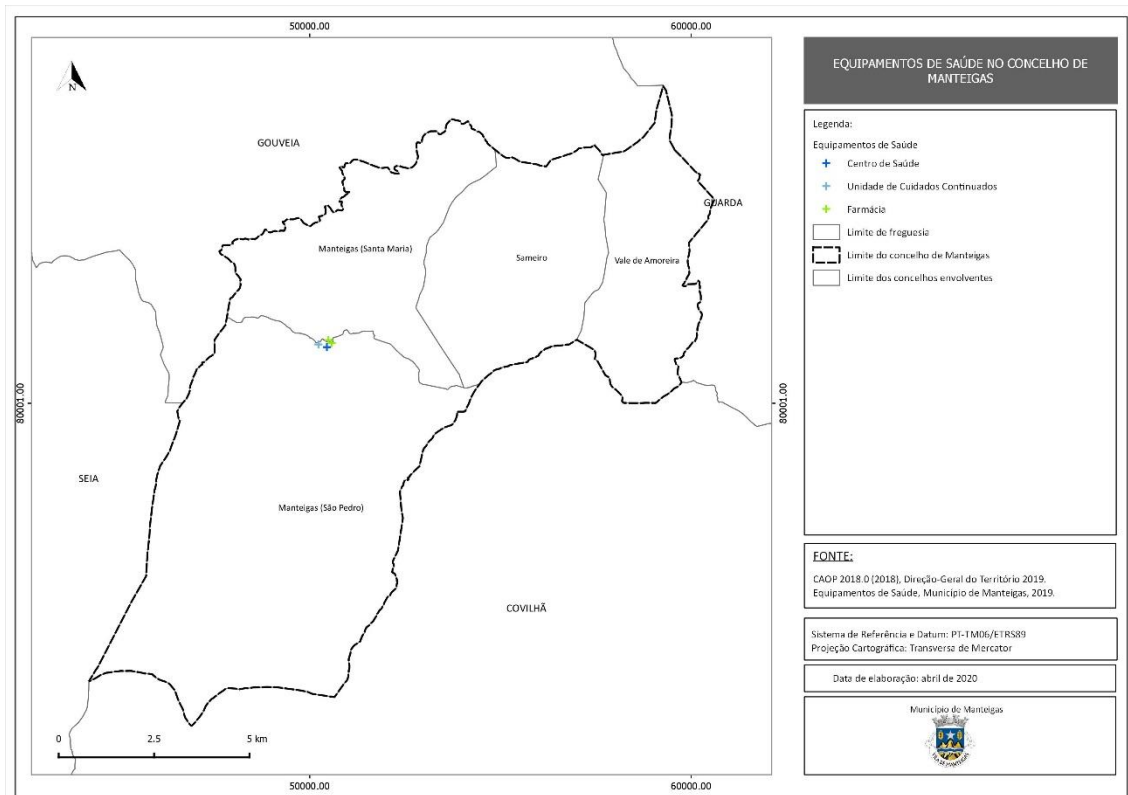 50000.00
60000.00
N
GOUVEIA
GUARDA
Manteigas (Santa Maria)
Sameiro
Vale de Amoreira
80001.00
80001.00
SEIA
Manteigas (São Pedro)
COVILHÃ
0 2.5 5 km
50000.00
60000.00
EQUIPAMENTOS DE SAÚDE NO CONCELHO DE
MANTEIGAS
Legenda:
Equipamentos de Saúde
Centro de Saúde
Unidade de Cuidados Continuados
Farmácia
Limite de freguesia
Limite do concelho de Manteigas
Limite dos concelhos envolventes
FONTE:
CAOP 2018.0 (2018), Direção-Geral do Território 2019.
Equipamentos de Saúde, Município de Manteigas, 2019.
Sistema de Referência e Datum: PT-TM06/ETRS89
Projeção Cartográfica: Transversa de Mercator
Data de elaboração: abril de 2020
Município de Manteigas
VILA DE MANTEIGAS